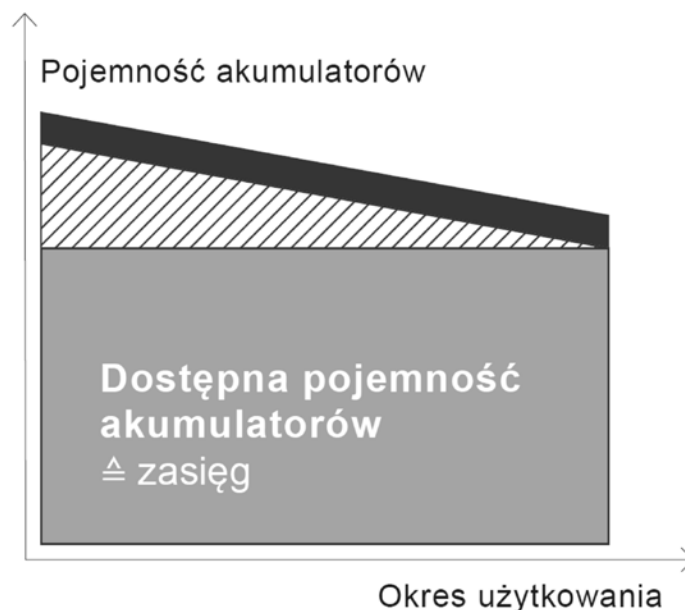 Pojemność akumulatorów
Dostępna pojemność
akumulatorów
≙ zasięg
Okres użytkowania